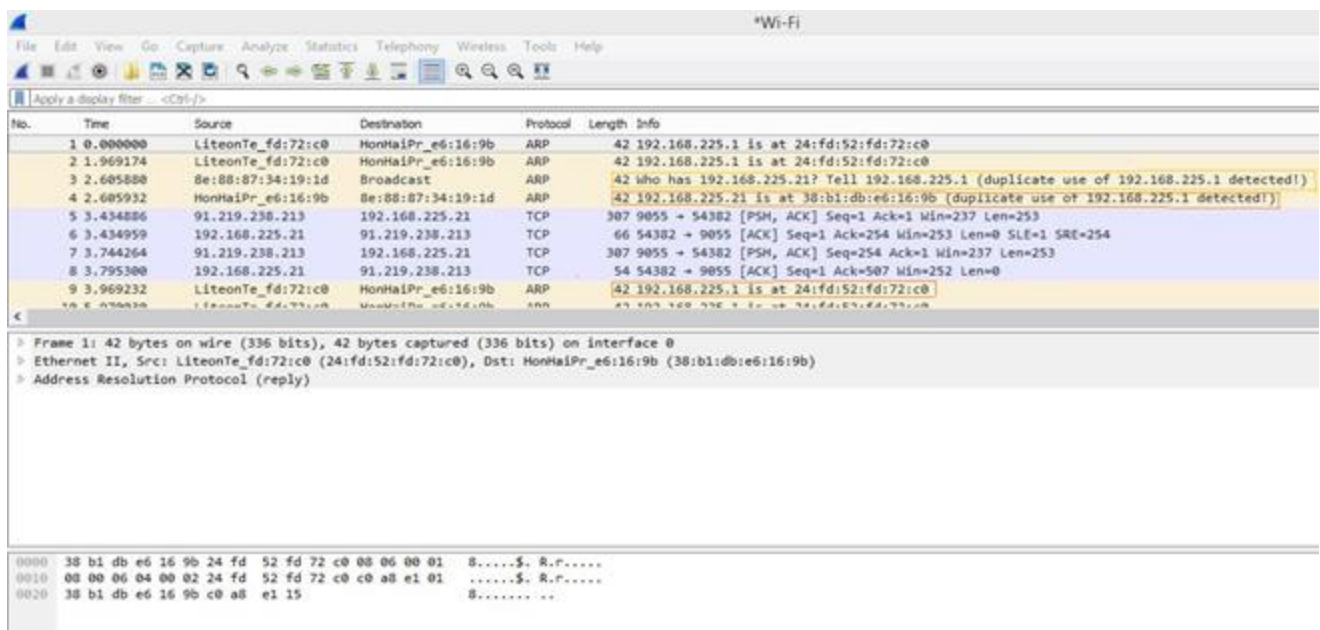 *Wi-Fi
File Edit View Go Capture Analyze Statistics Telephony Wireless Tools Help
Apply a display filter ... <Ctrl-/>
No. Time Source Destination Protocol Length Info
1 0.000000 LiteonTe_fd:72:c0 HonHaiPr_e6:16:9b ARP 42 192.168.225.1 is at 24:fd:52:fd:72:c0
2 1.969174 LiteonTe_fd:72:c0 HonHaiPr_e6:16:9b ARP 42 192.168.225.1 is at 24:fd:52:fd:72:c0
3 2.605880 8e:88:87:34:19:1d Broadcast ARP 42 Who has 192.168.225.21? Tell 192.168.225.1 (duplicate use of 192.168.225.1 detected!)
4 2.605932 HonHaiPr_e6:16:9b 8e:88:87:34:19:1d ARP 42 192.168.225.21 is at 38:b1:db:e6:16:9b (duplicate use of 192.168.225.1 detected!)
5 3.434886 91.219.238.213 192.168.225.21 TCP 307 9055 → 54382 [PSH, ACK] Seq=1 Ack=1 Win=237 Len=253
6 3.434959 192.168.225.21 91.219.238.213 TCP 66 54382 → 9055 [ACK] Seq=1 Ack=254 Win=253 Len=0 SLE=1 SRE=254
7 3.744264 91.219.238.213 192.168.225.21 TCP 307 9055 → 54382 [PSH, ACK] Seq=254 Ack=1 Win=237 Len=253
8 3.795300 192.168.225.21 91.219.238.213 TCP 54 54382 → 9055 [ACK] Seq=1 Ack=507 Win=252 Len=0
9 3.969232 LiteonTe_fd:72:c0 HonHaiPr_e6:16:9b ARP 42 192.168.225.1 is at 24:fd:52:fd:72:c0
Frame 1: 42 bytes on wire (336 bits), 42 bytes captured (336 bits) on interface 0
Ethernet II, Src: LiteonTe_fd:72:c0 (24:fd:52:fd:72:c0), Dst: HonHaiPr_e6:16:9b (38:b1:db:e6:16:9b)
Address Resolution Protocol (reply)
0000 38 b1 db e6 16 9b 24 fd 52 fd 72 c0 08 06 00 01 8.....$. R.r.....
0010 08 00 06 04 00 02 24 fd 52 fd 72 c0 c0 a8 e1 01 ......$. R.r.....
0020 38 b1 db e6 16 9b c0 a8 e1 15 8....... ..